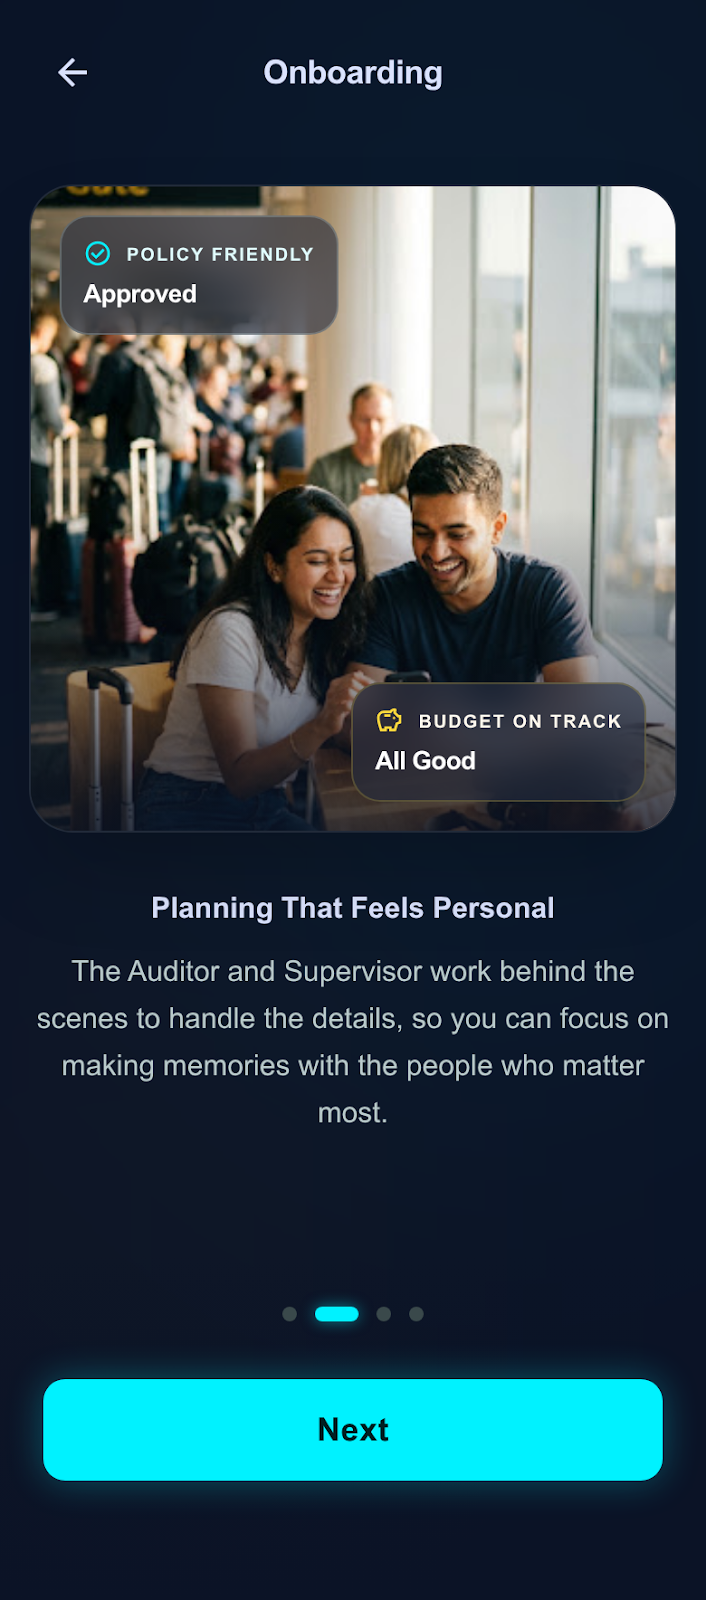 Onboarding
Gate
POLICY FRIENDLY
Approved
BUDGET ON TRACK
All Good
Planning That Feels Personal
The Auditor and Supervisor work behind the
scenes to handle the details, so you can focus on
making memories with the people who matter
most.
Next